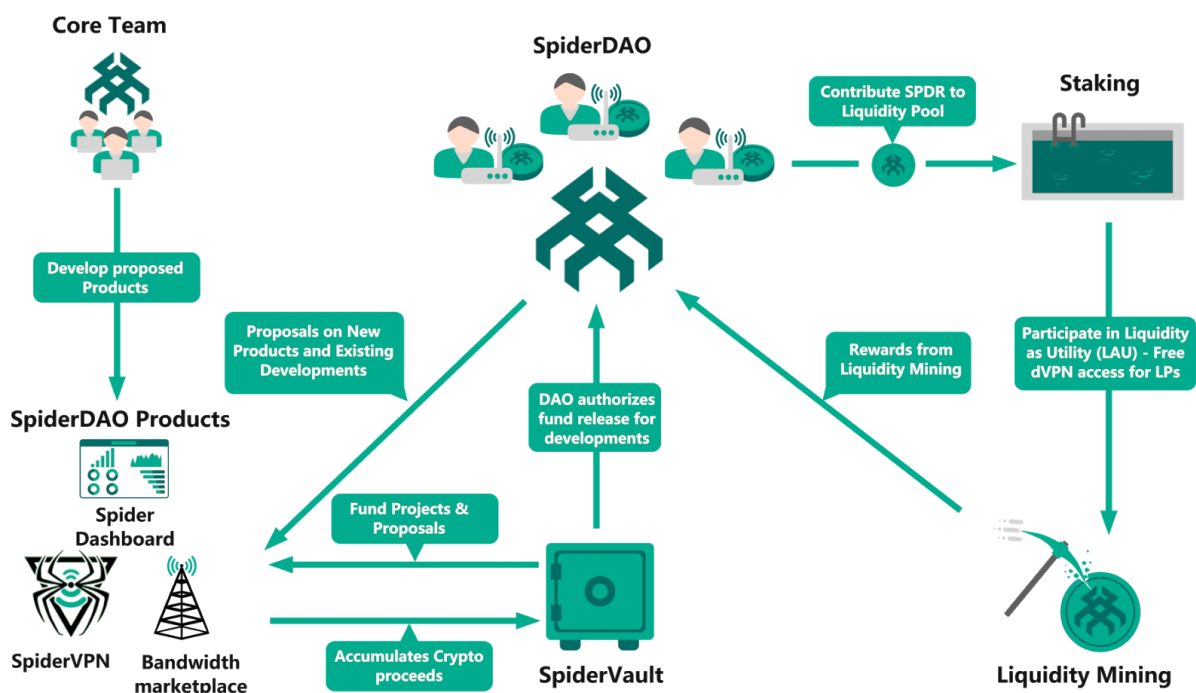 Core Team
SpiderDAO
Contribute SPDR to
Liquidity Pool
Staking
Develop proposed
Products
Proposals on New
Products and Existing
Developments
Rewards from
Liquidity Mining
Participate in Liquidity
as Utility (LAU) - Free
dVPN access for LPs
DAO authorizes
fund release for
developments
SpiderDAO Products
Spider
Dashboard
Fund Projects &
Proposals
SpiderVPN
Bandwidth
marketplace
Accumulates Crypto
proceeds
SpiderVault
Liquidity Mining